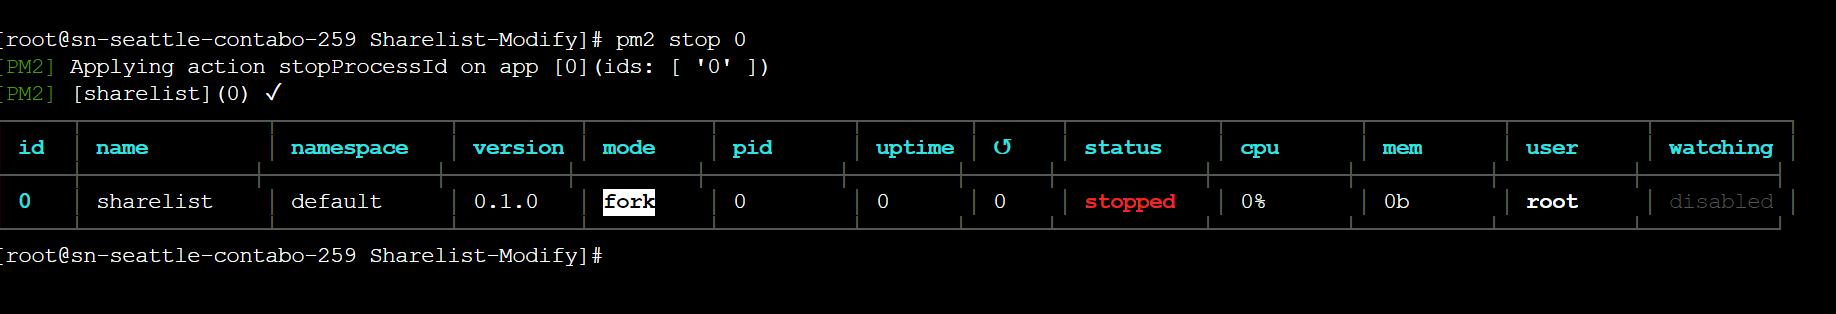 [root@sn-seattle-contabo-259 Sharelist-Modify]# pm2 stop 0
[PM2] Applying action stopProcessId on app [0](ids: [ '0' ])
[PM2] [sharelist](0) ✓
id │ name │ namespace │ version │ mode │ pid │ uptime │ ↺ │ status │ cpu │ mem │ user │ watching │
0 │ sharelist │ default │ 0.1.0 │ fork │ 0 │ 0 │ 0 │ stopped │ 0% │ 0b │ root │ disabled │
[root@sn-seattle-contabo-259 Sharelist-Modify]#